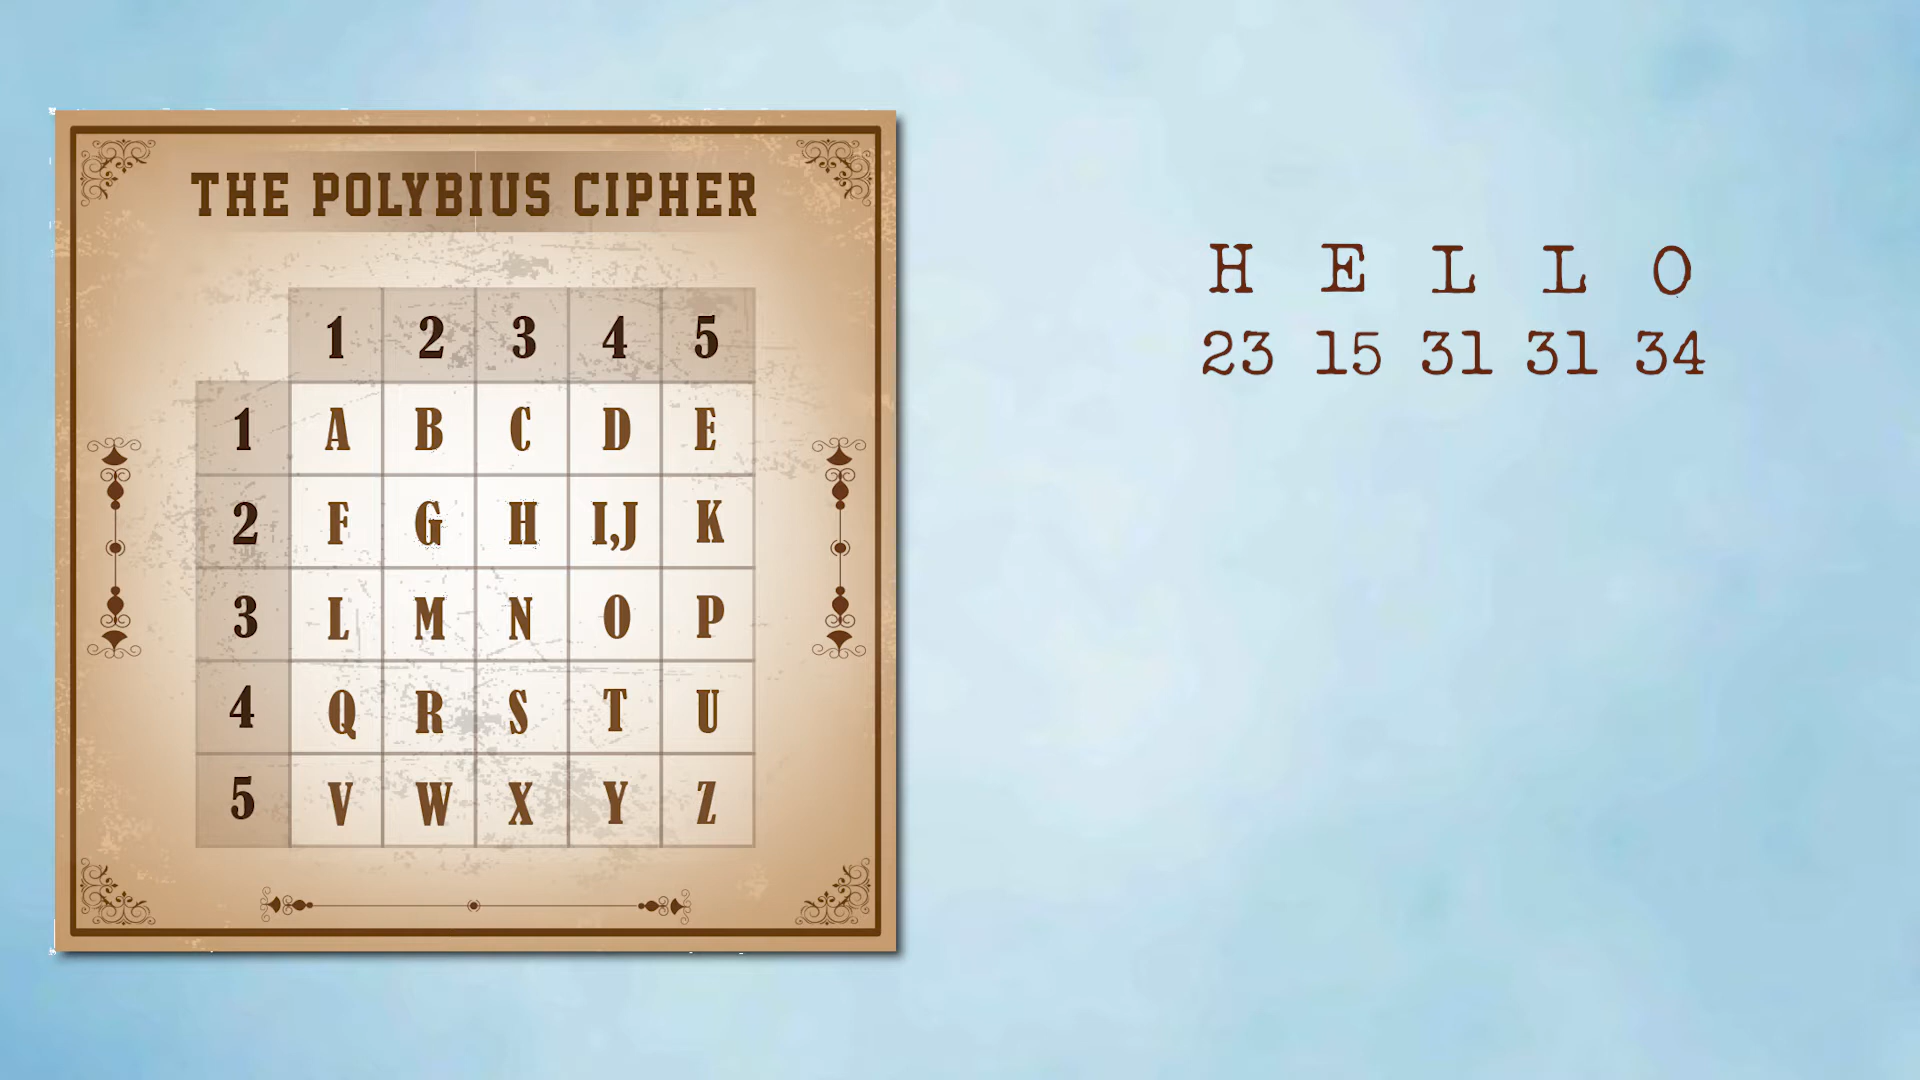 THE POLYBIUS CIPHER
1 2 3 4 5
1 A B C D E
2 F G H I,J K
3 L M N O P
4 Q R S T U
5 V W X Y Z
H E L L O
23 15 31 31 34